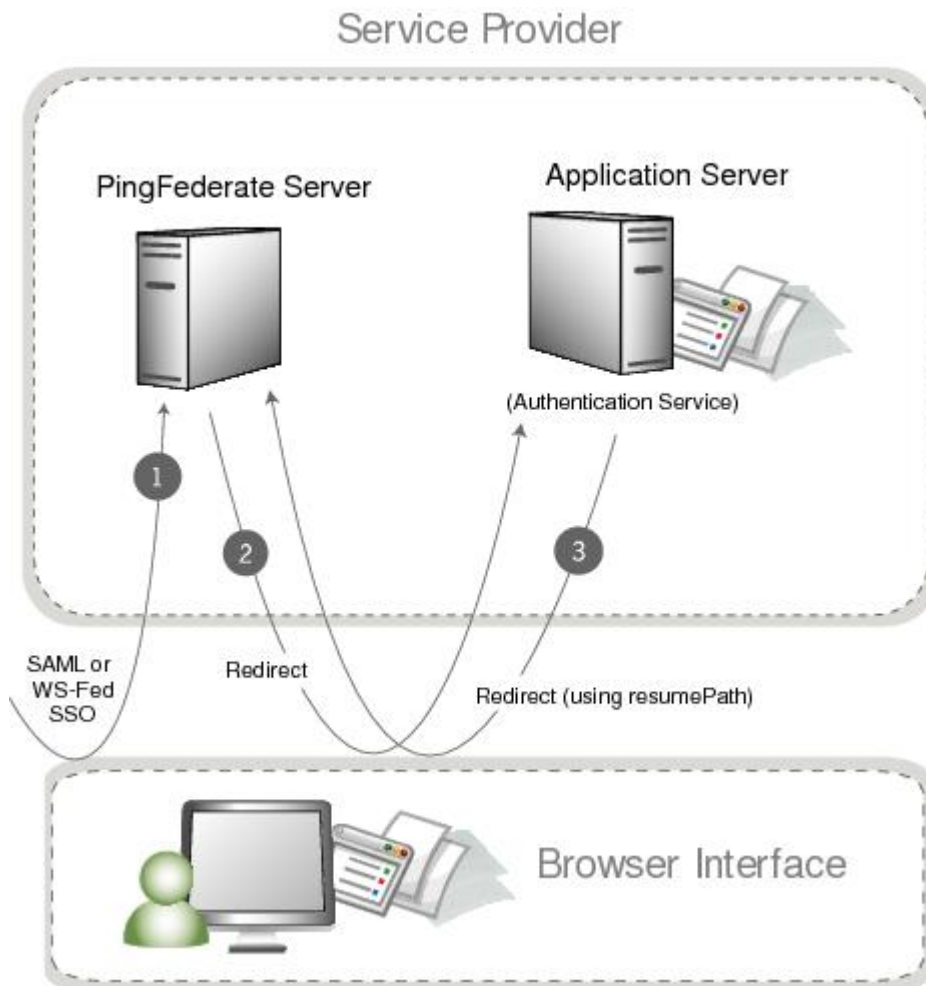 Service Provider
PingFederate Server
Application Server
(Authentication Service)
1
2
3
SAML or
WS-Fed
SSO
Redirect
Redirect (using resumePath)
Browser Interface